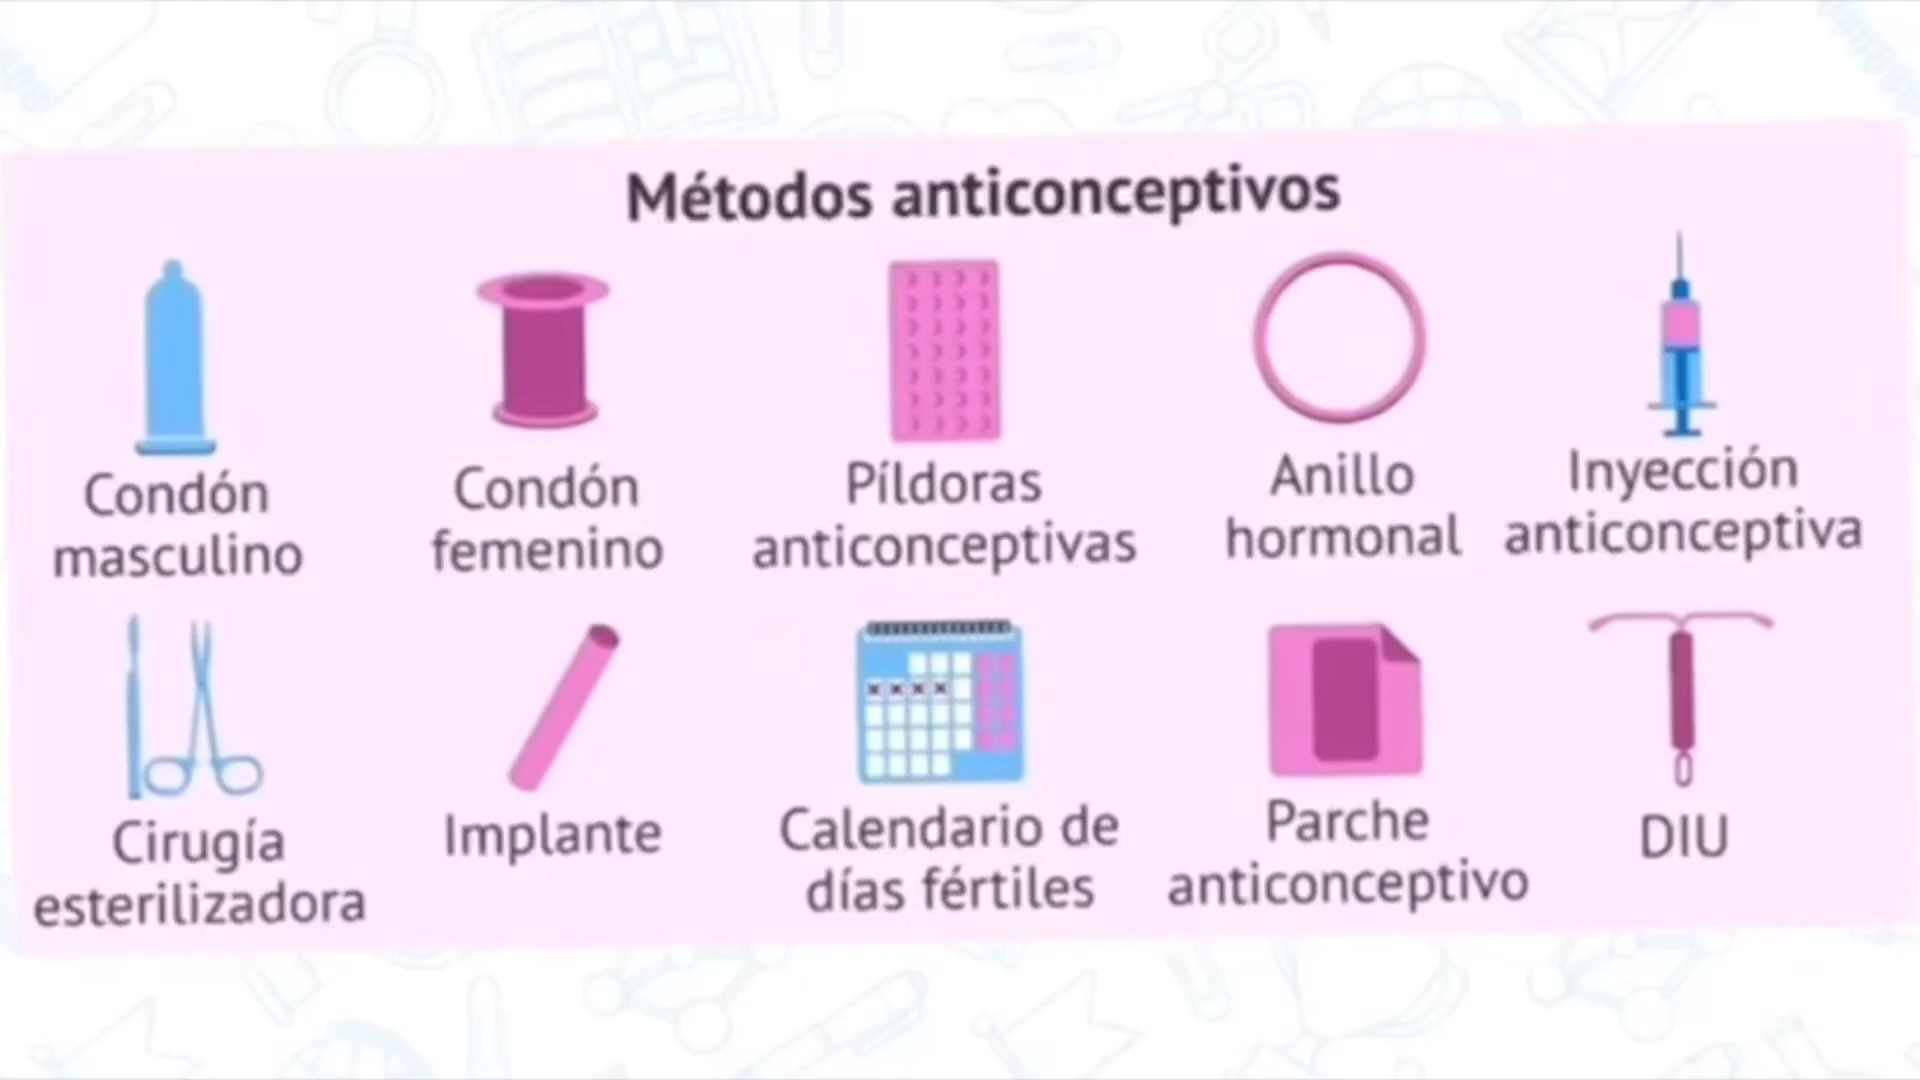 Métodos anticonceptivos
Condón
masculino
Condón
femenino
Píldoras
anticonceptivas
Anillo
hormonal
Inyección
anticonceptiva
Cirugía
esterilizadora
Implante
Calendario de
días fértiles
Parche
anticonceptivo
DIU